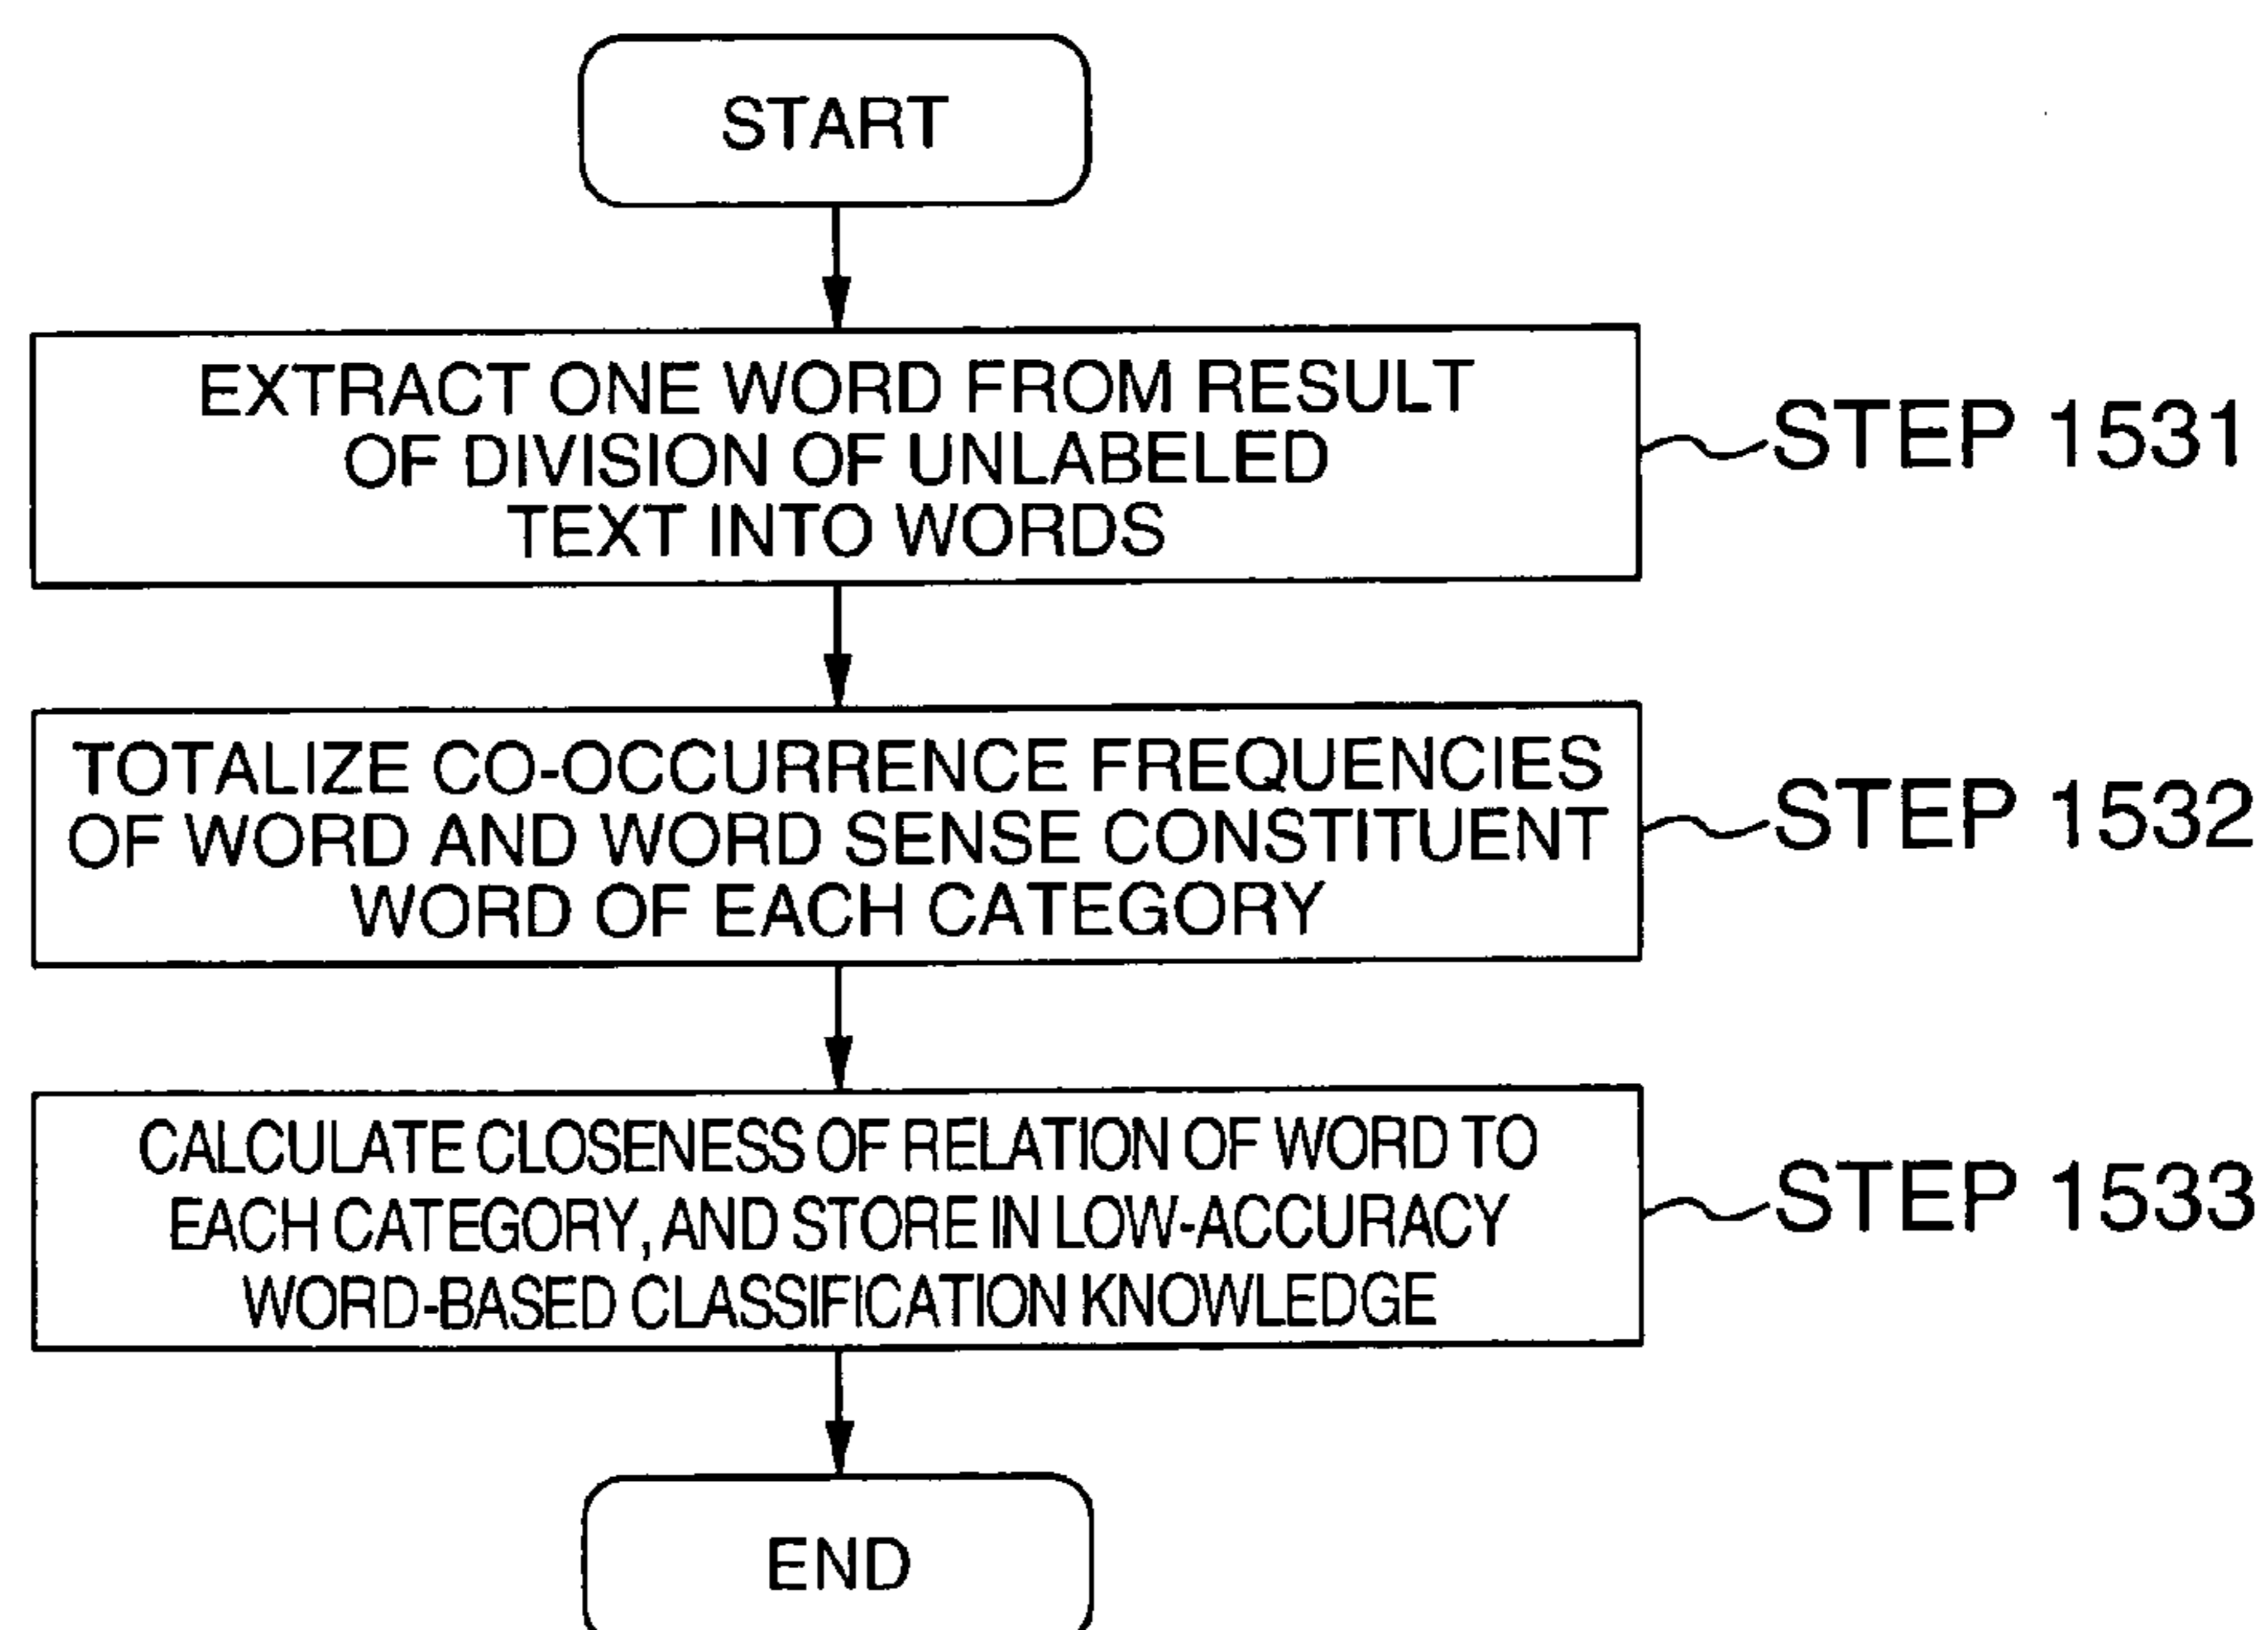 START
EXTRACT ONE WORD FROM RESULT
OF DIVISION OF UNLABELED
TEXT INTO WORDS
STEP 1531
TOTALIZE CO-OCCURRENCE FREQUENCIES
OF WORD AND WORD SENSE CONSTITUENT
WORD OF EACH CATEGORY
STEP 1532
CALCULATE CLOSENESS OF RELATION OF WORD TO
EACH CATEGORY, AND STORE IN LOW-ACCURACY
WORD-BASED CLASSIFICATION KNOWLEDGE
STEP 1533
END